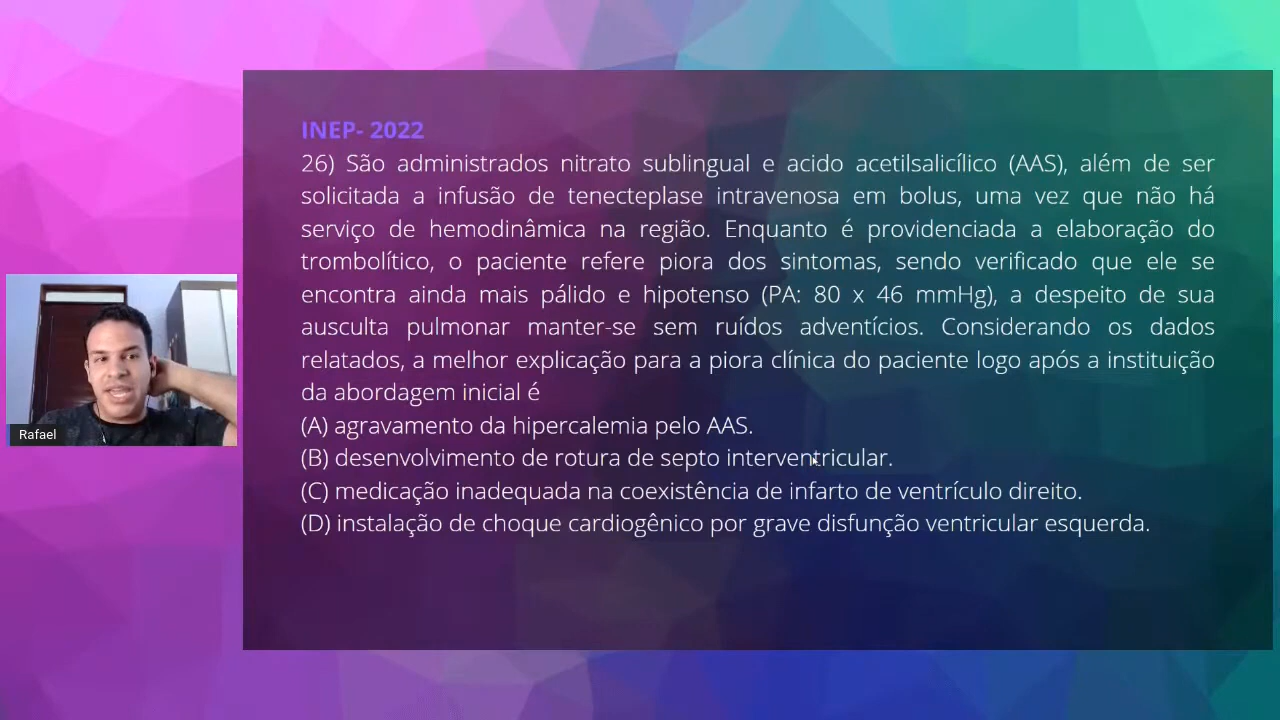 INEP- 2022
26) São administrados nitrato sublingual e acido acetilsalicílico (AAS), além de ser
solicitada a infusão de tenecteplase intravenosa em bolus, uma vez que não há
serviço de hemodinâmica na região. Enquanto é providenciada a elaboração do
trombolítico, o paciente refere piora dos sintomas, sendo verificado que ele se
encontra ainda mais pálido e hipotenso (PA: 80 x 46 mmHg), a despeito de sua
ausculta pulmonar manter-se sem ruídos adventícios. Considerando os dados
relatados, a melhor explicação para a piora clínica do paciente logo após a instituição
da abordagem inicial é
(A) agravamento da hipercalemia pelo AAS.
(B) desenvolvimento de rotura de septo interventricular.
(C) medicação inadequada na coexistência de infarto de ventrículo direito.
(D) instalação de choque cardiogênico por grave disfunção ventricular esquerda.
Rafael